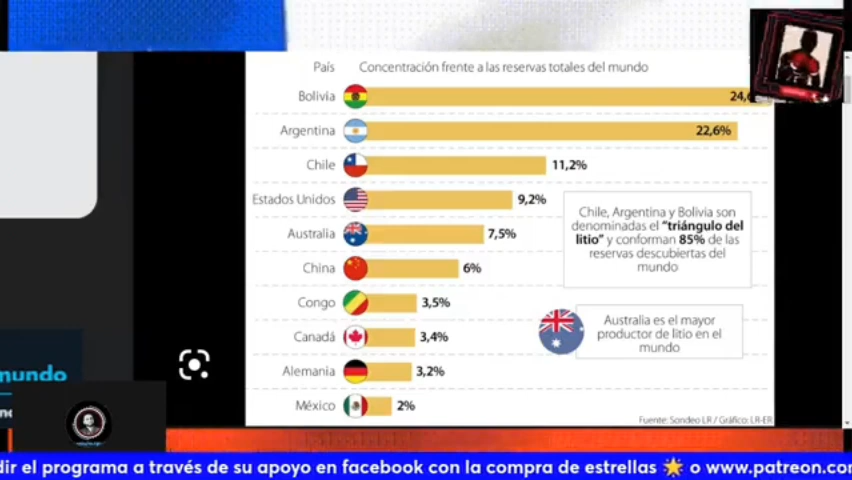 País
Concentración frente a las reservas totales del mundo
Bolivia
Argentina 22,6%
Chile 11,2%
Estados Unidos 9,2%
Australia 7,5%
China 6%
Congo 3,5%
Canadá 3,4%
Alemania 3,2%
México 2%
Chile, Argentina y Bolivia son
denominadas el "triángulo del
litio" y conforman 85% de las
reservas descubiertas del
mundo
Australia es el mayor
productor de litio en el
mundo
Fuente: Sondeo LR / Gráfico: LR-ER
mundo
dir el programa a través de su apoyo en facebook con la compra de estrellas 🌟 o www.patreon.com